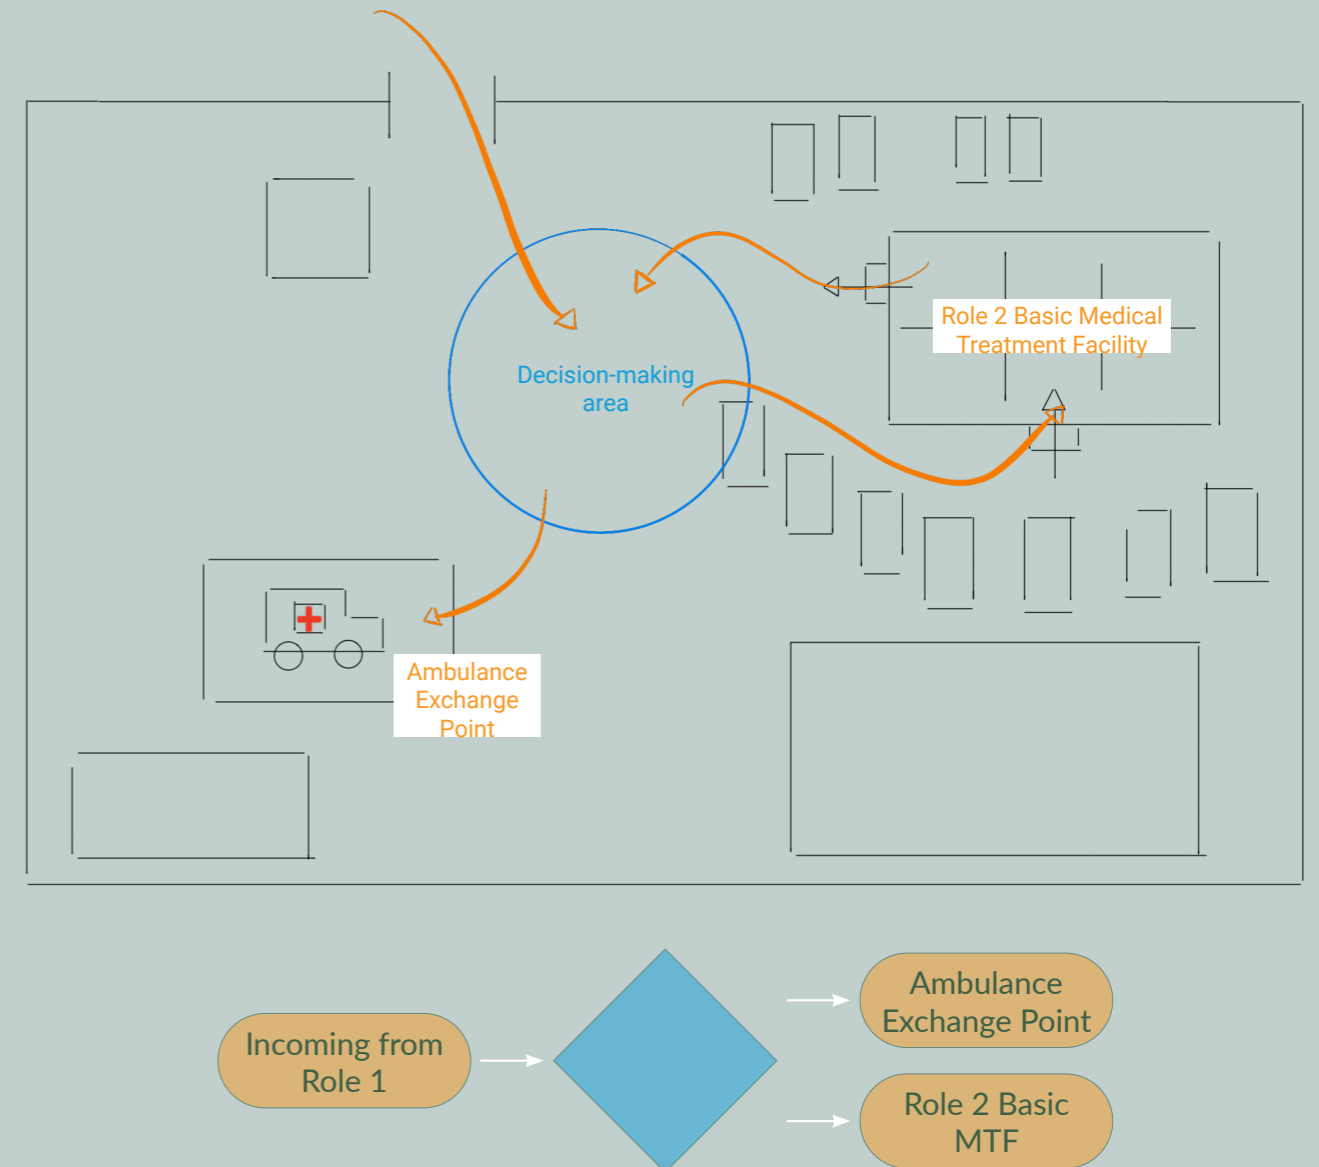 Role 2 Basic Medical
Treatment Facility
Decision-making
area
Ambulance
Exchange
Point
Incoming from
Role 1
Ambulance
Exchange Point
Role 2 Basic
MTF